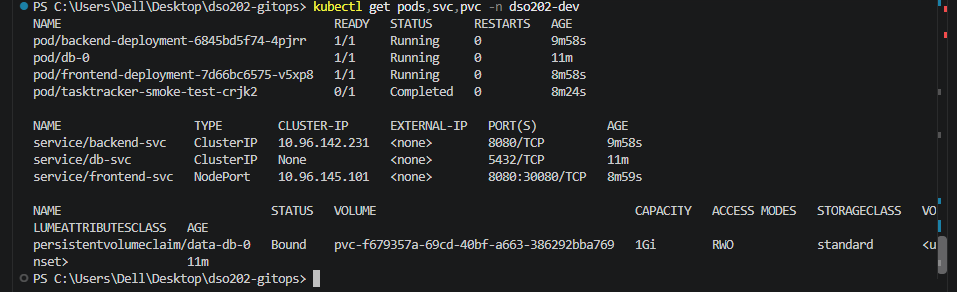 PS C:\Users\Dell\Desktop\dso202-gitops> kubectl get pods,svc,pvc -n dso202-dev
NAME READY STATUS RESTARTS AGE
pod/backend-deployment-6845bd5f74-4pjrr 1/1 Running 0 9m58s
pod/db-0 1/1 Running 0 11m
pod/frontend-deployment-7d66bc6575-v5xp8 1/1 Running 0 8m58s
pod/tasktracker-smoke-test-crjk2 0/1 Completed 0 8m24s
NAME TYPE CLUSTER-IP EXTERNAL-IP PORT(S) AGE
service/backend-svc ClusterIP 10.96.142.231 <none> 8080/TCP 9m58s
service/db-svc ClusterIP None <none> 5432/TCP 11m
service/frontend-svc NodePort 10.96.145.101 <none> 8080:30080/TCP 8m59s
NAME STATUS VOLUME CAPACITY ACCESS MODES STORAGECLASS VO
LUMEATTRIBUTESCLASS AGE
persistentvolumeclaim/data-db-0 Bound pvc-f679357a-69cd-40bf-a663-386292bba769 1Gi RWO standard <u
nset> 11m
PS C:\Users\Dell\Desktop\dso202-gitops>